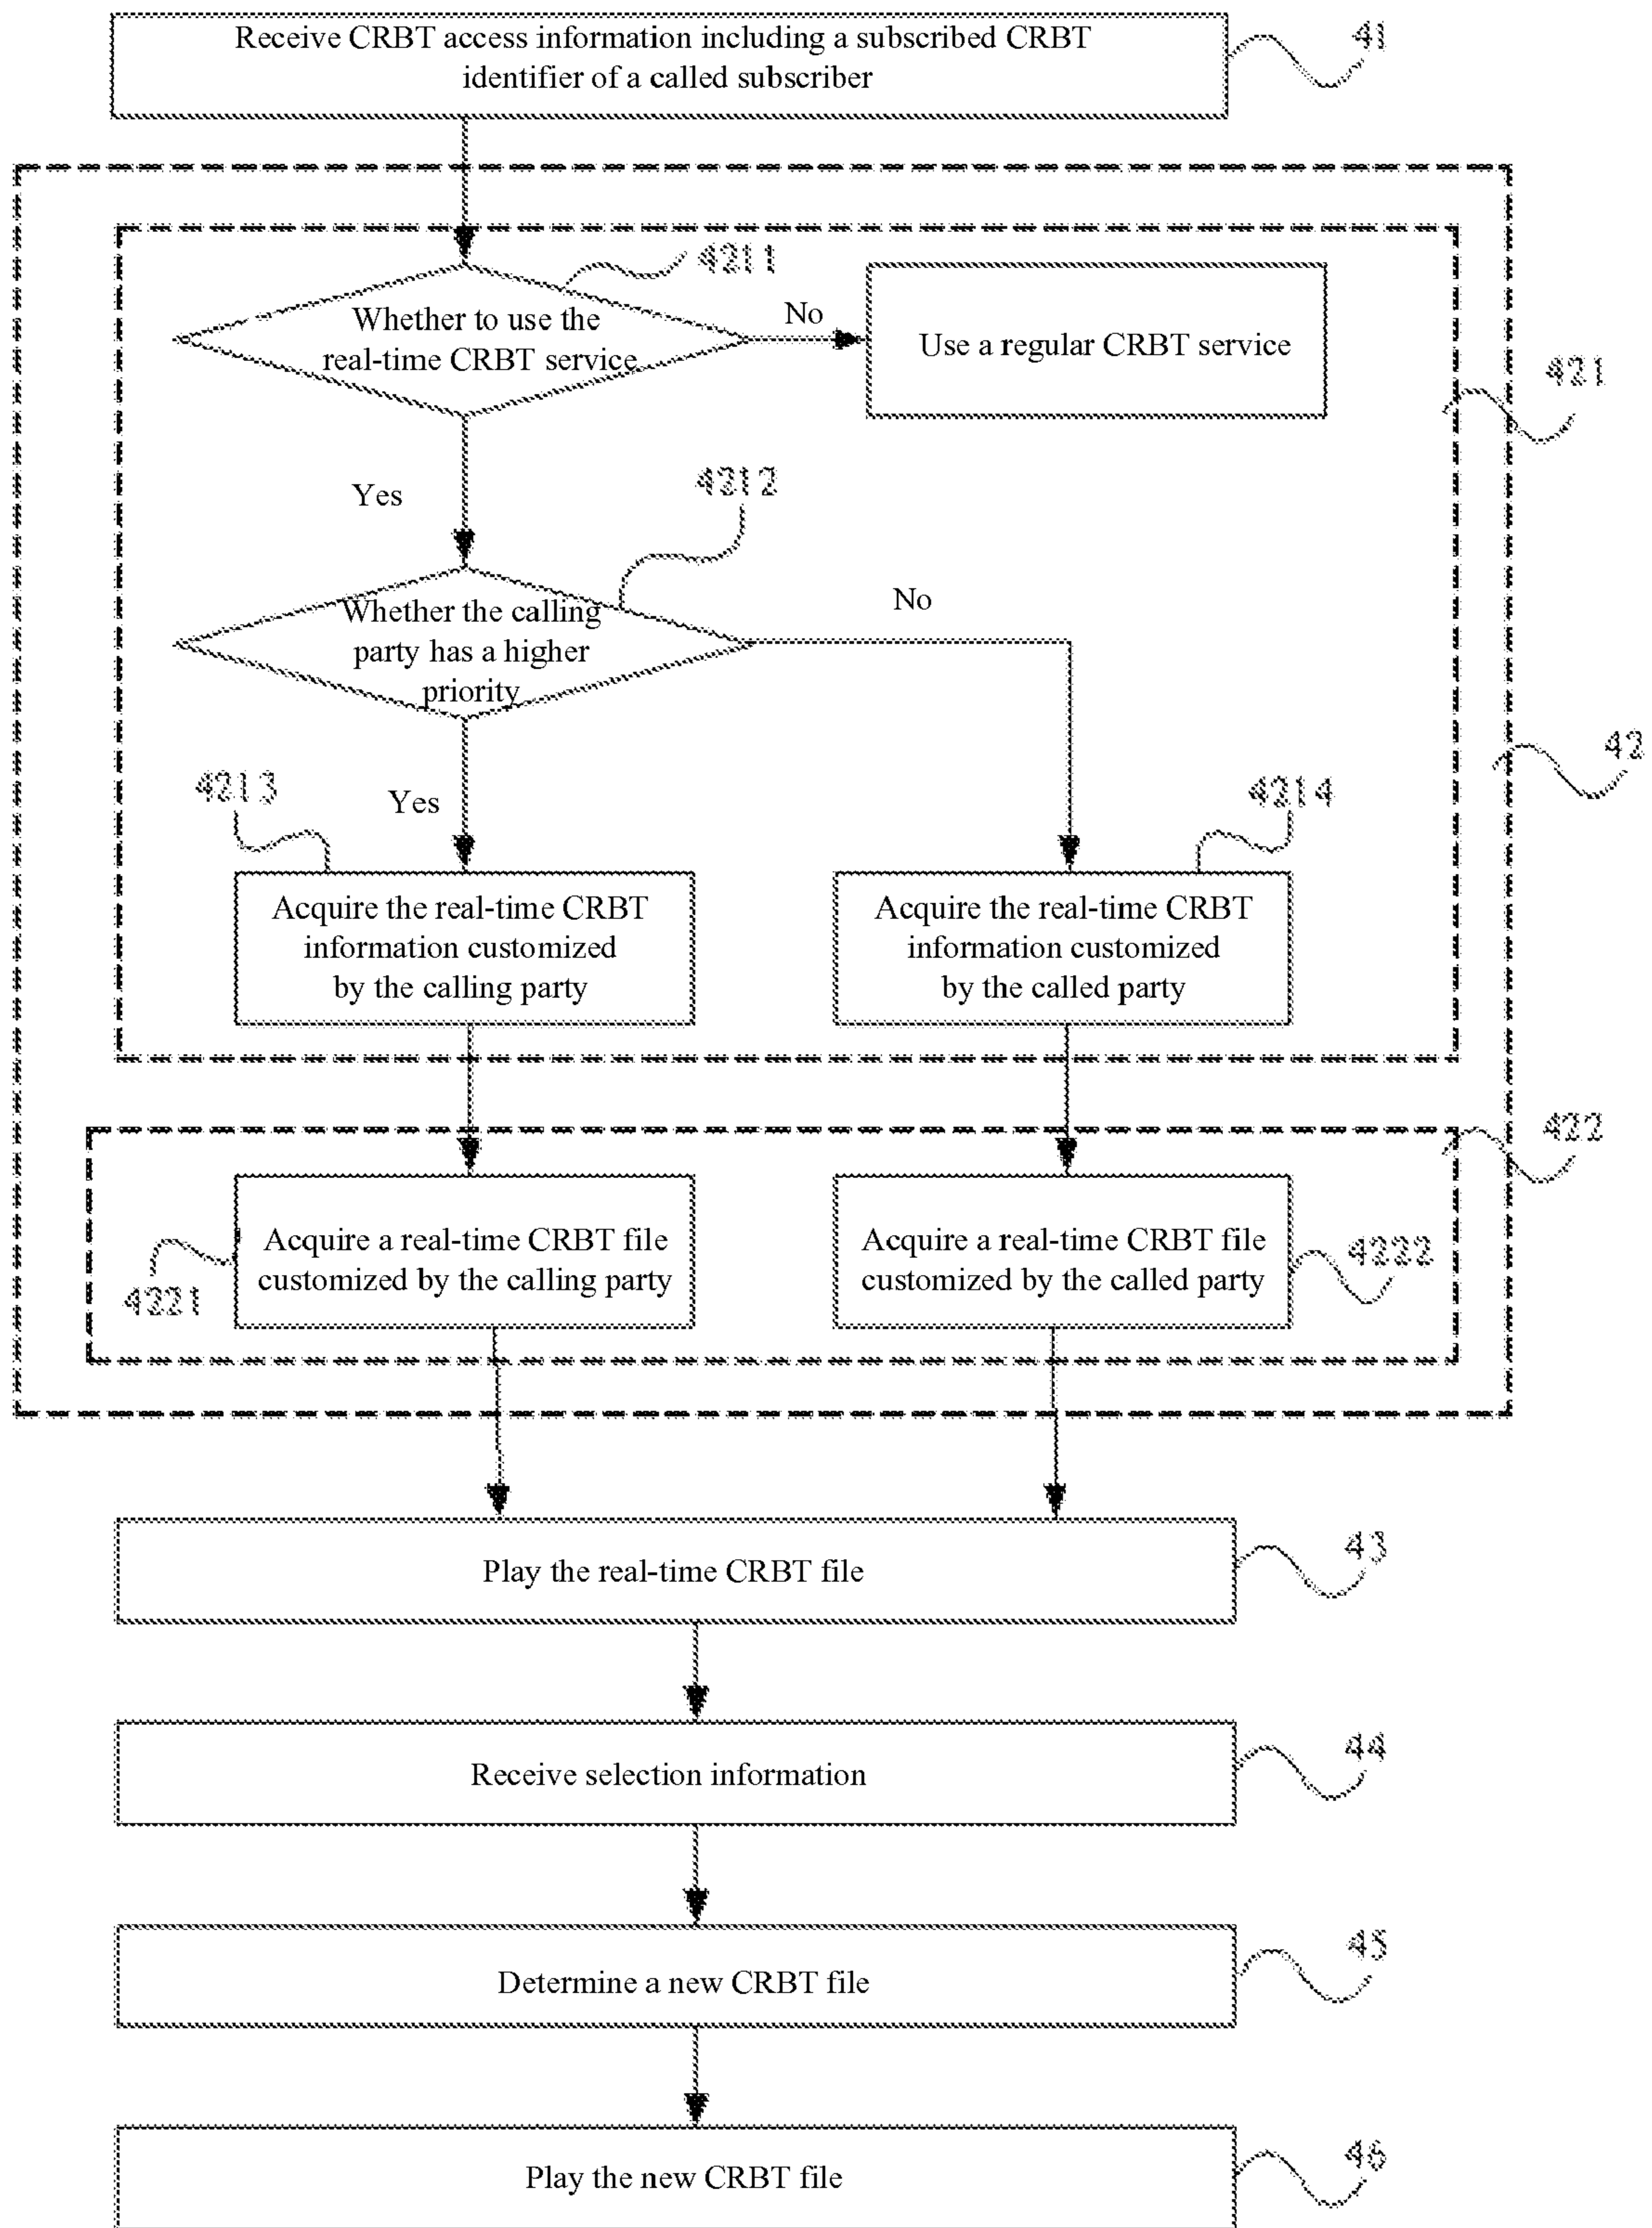 Receive CRBT access information including a subscribed CRBT
identifier of a called subscriber
41
4211
Whether to use the
real-time CRBT service
No
Use a regular CRBT service
421
Yes
4212
Whether the calling
party has a higher
priority
No
42
4213
Yes
4214
Acquire the real-time CRBT
information customized
by the calling party
Acquire the real-time CRBT
information customized
by the called party
422
Acquire a real-time CRBT file
customized by the calling party
4221
Acquire a real-time CRBT file
customized by the called party
4222
Play the real-time CRBT file
43
Receive selection information
44
Determine a new CRBT file
45
Play the new CRBT file
46